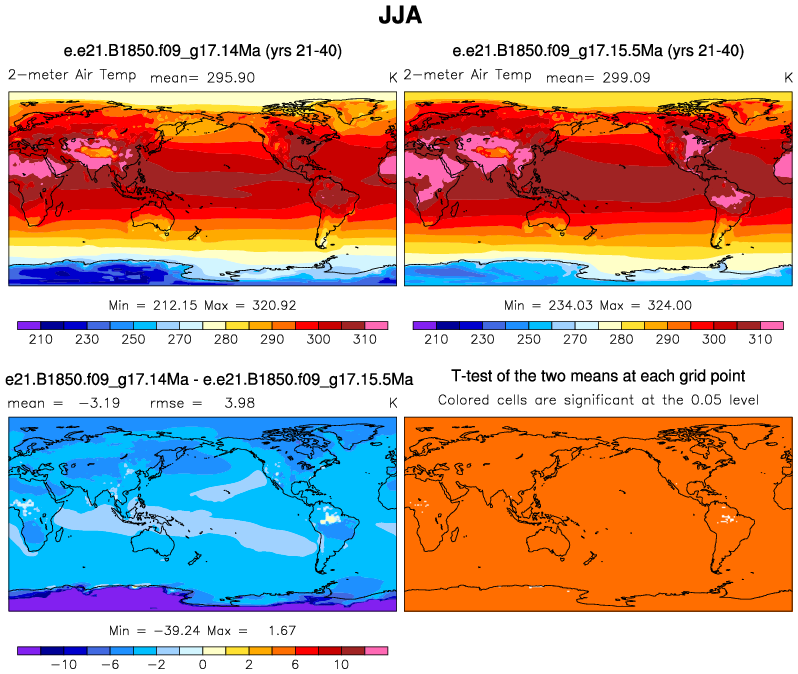 JJA
e.e21.B1850.f09_g17.14Ma (yrs 21-40)
2-meter Air Temp mean= 295.90 K
Min = 212.15 Max = 320.92
210 230 250 270 280 290 300 310
e.e21.B1850.f09_g17.15.5Ma (yrs 21-40)
2-meter Air Temp mean= 299.09 K
Min = 234.03 Max = 324.00
210 230 250 270 280 290 300 310
e21.B1850.f09_g17.14Ma - e.e21.B1850.f09_g17.15.5Ma
mean = -3.19 rmse = 3.98 K
Min = -39.24 Max = 1.67
-10 -6 -2 0 2 6 10
T-test of the two means at each grid point
Colored cells are significant at the 0.05 level